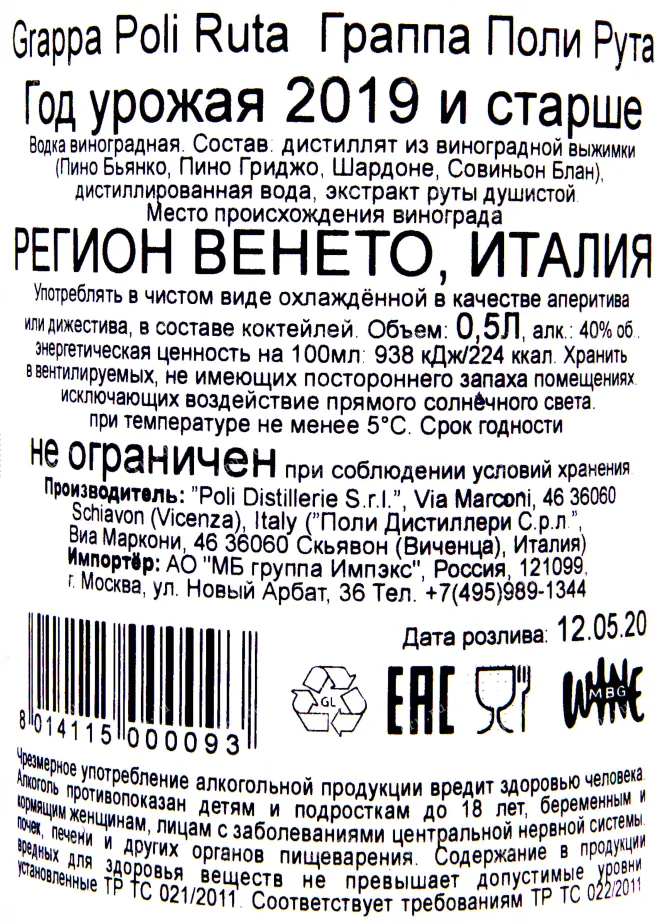 Grappa Poli Ruta Граппа Поли Рута
Год урожая 2019 и старше
Водка виноградная. Состав: дистиллят из виноградной выжимки
(Пино Бьянко, Пино Гриджо, Шардоне, Совиньон Блан),
дистиллированная вода, экстракт руты душистой.
Место происхождения винограда
РЕГИОН ВЕНЕТО, ИТАЛИЯ
Употреблять в чистом виде охлаждённой в качестве аперитива
или дижестива, в составе коктейлей. Объем: 0,5Л, алк.: 40% об.,
энергетическая ценность на 100мл: 938 кДж/224 ккал. Хранить
в вентилируемых, не имеющих постороннего запаха помещениях.
исключающих воздействие прямого солнечного света.
при температуре не менее 5°С. Срок годности
не ограничен при соблюдении условий хранения.
Производитель: "Poli Distillerie S.r.l.", Via Marconi, 46 36060
Schiavon (Vicenza), Italy ("Поли Дистиллери С.р.л.",
Виа Маркони, 46 36060 Скьявон (Виченца), Италия)
Импортёр: АО "МБ группа Импэкс", Россия, 121099,
г. Москва, ул. Новый Арбат, 36 Тел. +7(495)989-1344
Дата розлива: 12.05.20
GL EAC WINE MBG
8 014115 000093
Чрезмерное употребление алкогольной продукции вредит здоровью человека.
Алкоголь противопоказан детям и подросткам до 18 лет, беременным и
кормящим женщинам, лицам с заболеваниями центральной нервной системы,
почек, печени и других органов пищеварения. Содержание в продукции
вредных для здоровья веществ не превышает допустимые уровни
установленные ТР ТС 021/2011. Соответствует требованиям ТР ТС 022/2011